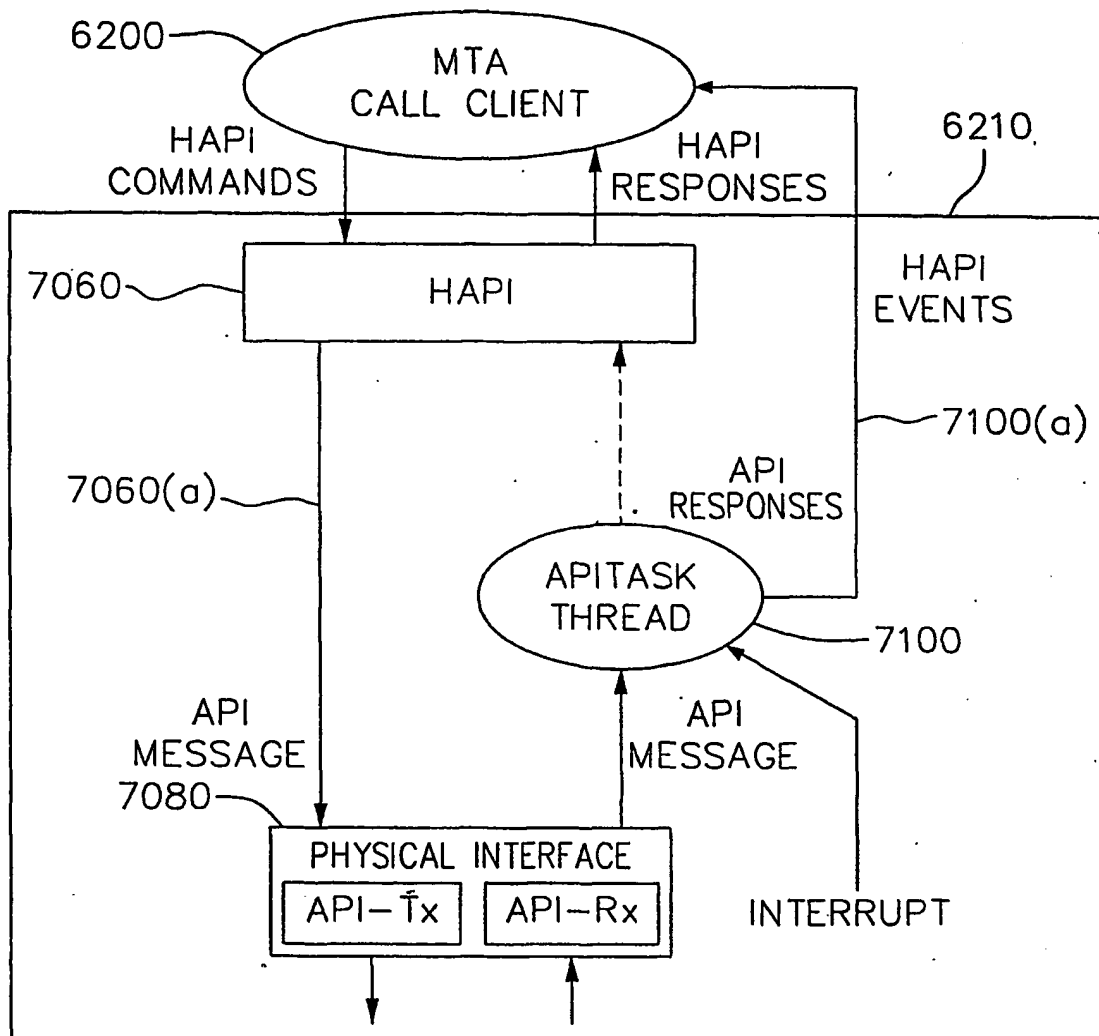 6200
MTA
CALL CLIENT
6210
HAPI
COMMANDS
HAPI
RESPONSES
7060
HAPI
HAPI
EVENTS
7100(a)
7060(a)
API
RESPONSES
APITASK
THREAD
7100
API
MESSAGE
API
MESSAGE
7080
PHYSICAL INTERFACE
API-Tx
API-Rx
INTERRUPT